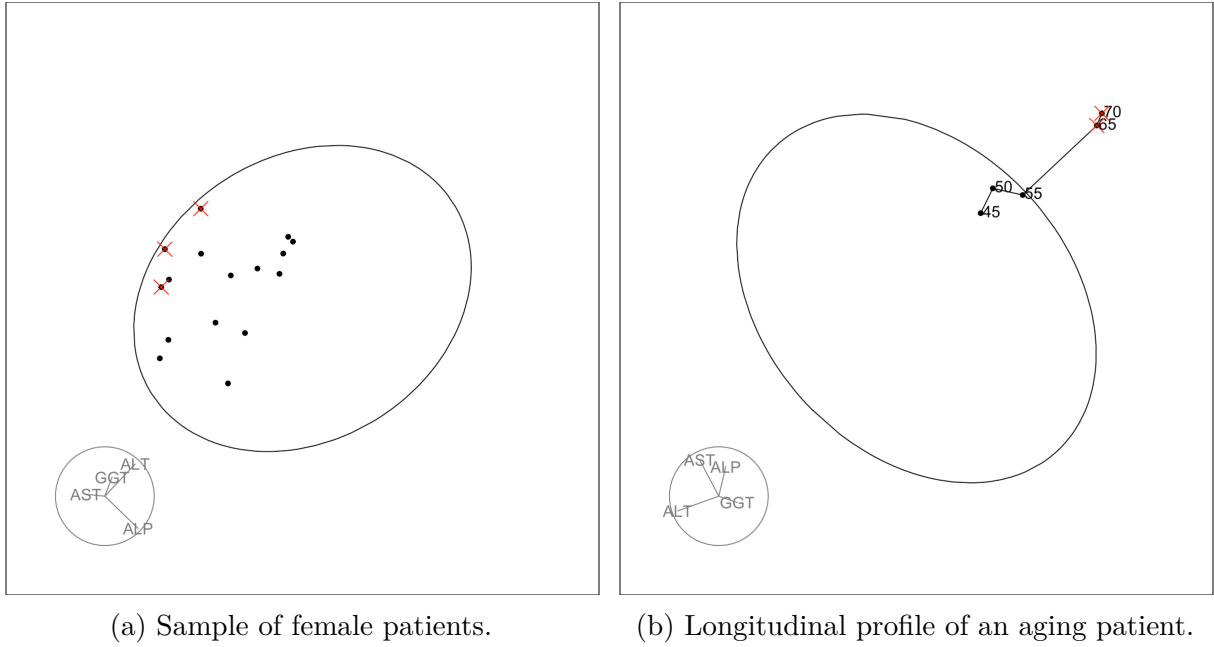 ALT
GGT
AST
ALP
(a) Sample of female patients.
70
65
50
55
45
AST
ALP
GGT
ALT
(b) Longitudinal profile of an aging patient.